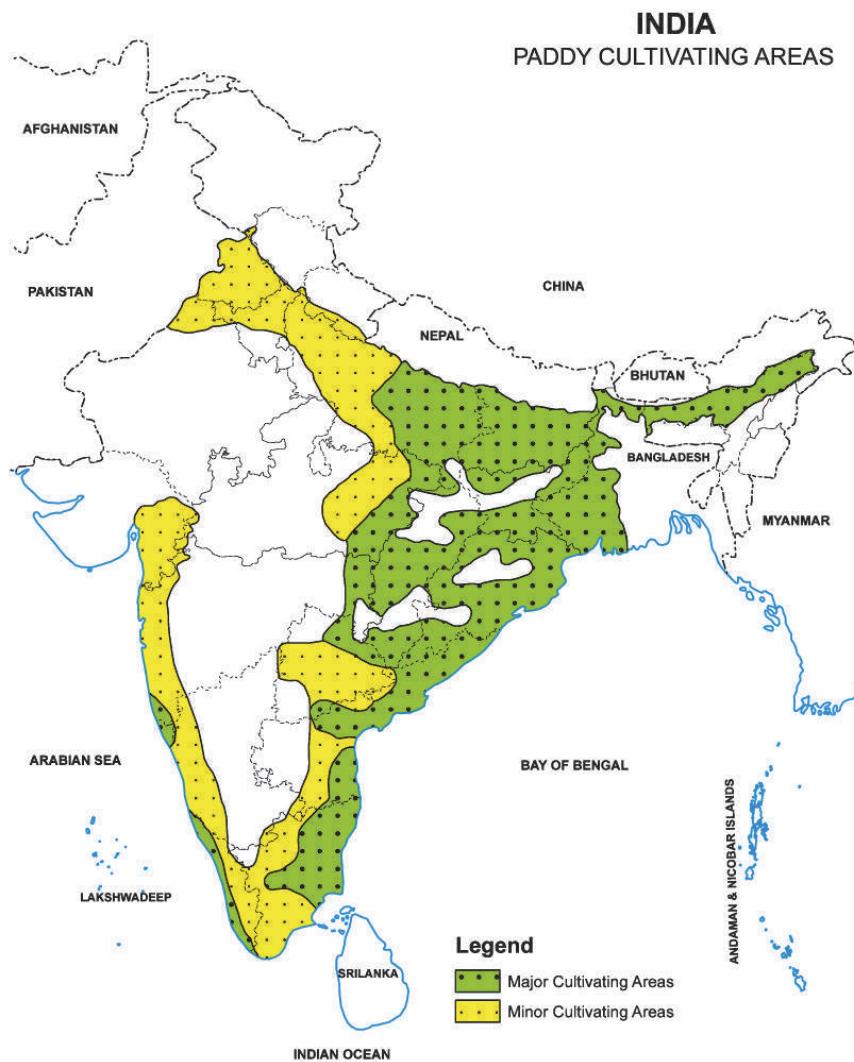 INDIA
PADDY CULTIVATING AREAS
AFGHANISTAN
PAKISTAN
CHINA
NEPAL
BHUTAN
BANGLADESH
MYANMAR
ARABIAN SEA
BAY OF BENGAL
ANDAMAN & NICOBAR ISLANDS
LAKSHWADEEP
SRILANKA
Legend
Major Cultivating Areas
Minor Cultivating Areas
INDIAN OCEAN